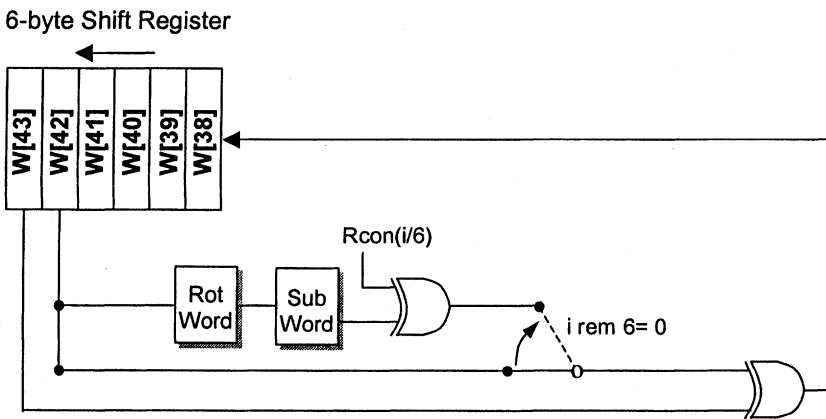 6-byte Shift Register
W[43]
W[42]
W[41]
W[40]
W[39]
W[38]
Rcon(i/6)
Rot
Word
Sub
Word
i rem 6= 0